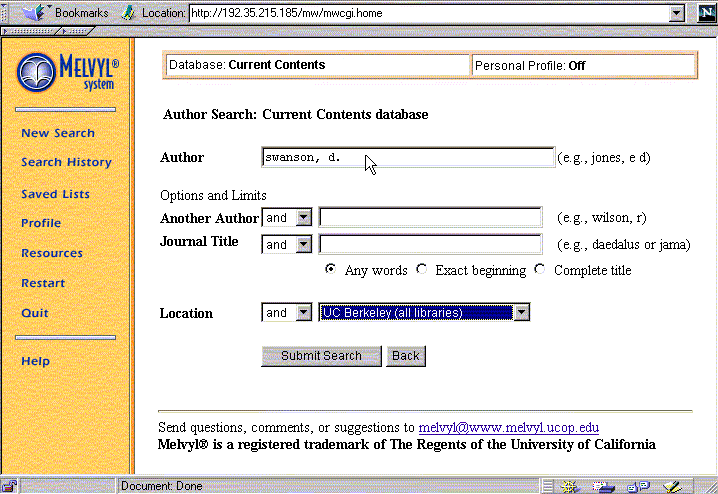 Bookmarks Location: http://192.35.215.185/mw/mwcgi.home N
MELVYL®
system
Database: Current Contents Personal Profile: Off
Author Search: Current Contents database
New Search
Search History
Saved Lists
Profile
Resources
Restart
Quit
Help
Author swanson, d. (e.g., jones, e d)
Options and Limits
Another Author and (e.g., wilson, r)
Journal Title and (e.g., daedalus or jama)
Any words Exact beginning Complete title
Location and UC Berkeley (all libraries)
Submit Search Back
Send questions, comments, or suggestions to melvyl@www.melvyl.ucop.edu
Melvyl® is a registered trademark of The Regents of the University of California
Document: Done